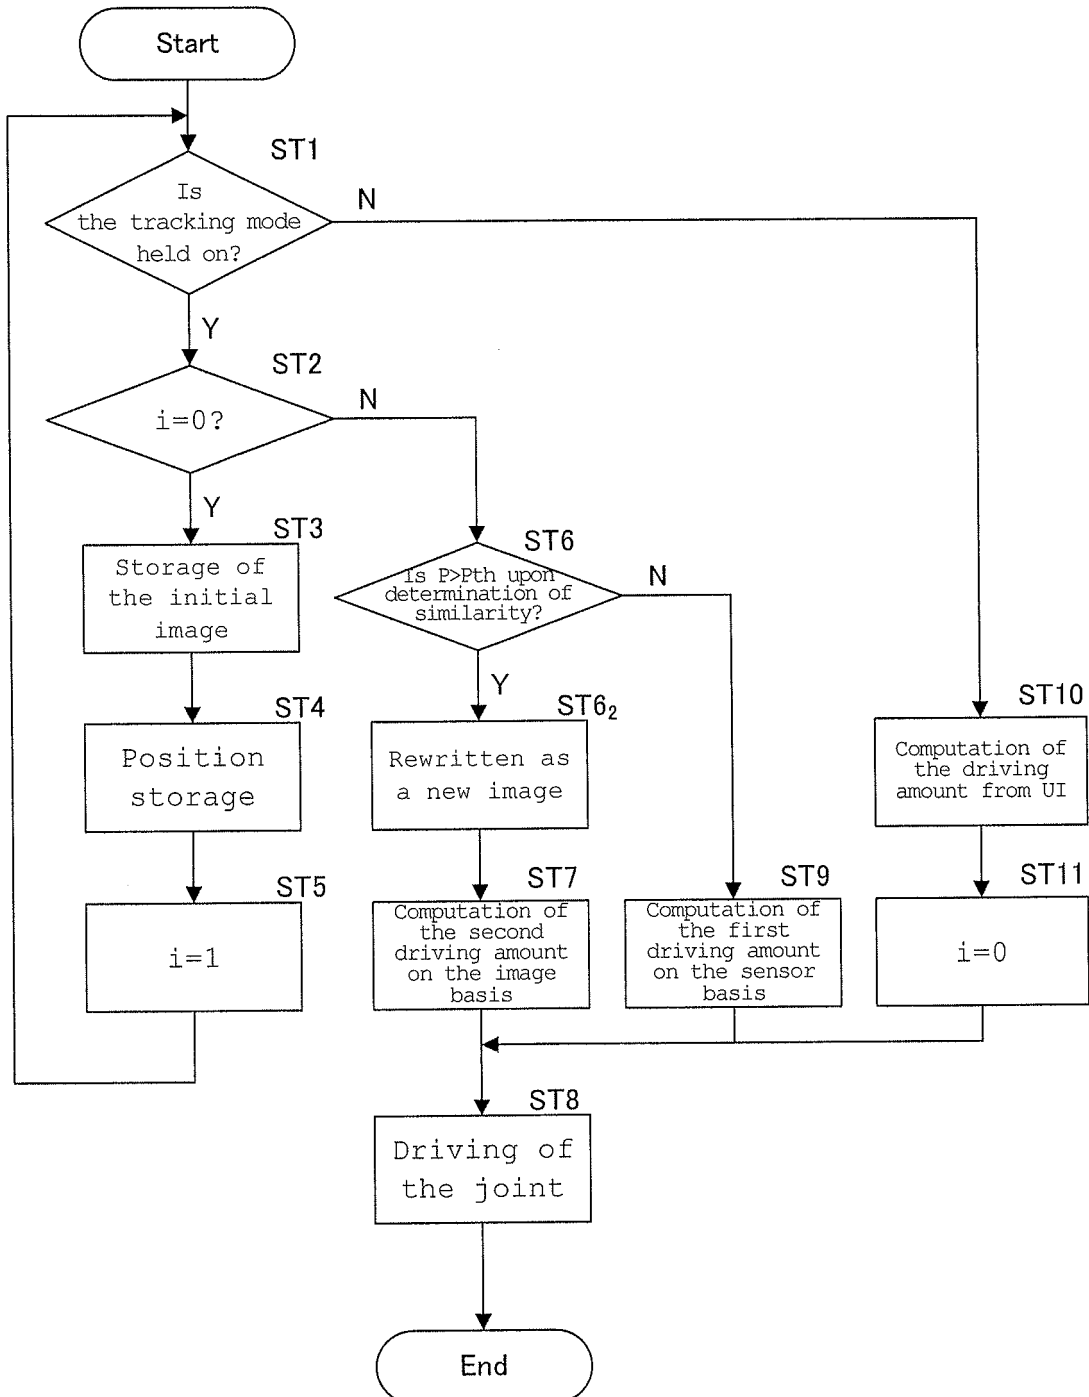 Start
ST1
Is
the tracking mode
held on?
N
Y
ST2
i=0?
N
Y
ST3
Storage of
the initial
image
ST6
Is P>Pth upon
determination of
similarity?
N
Y
ST4
Position
storage
ST6₂
Rewritten as
a new image
ST10
Computation of
the driving
amount from UI
ST5
i=1
ST7
Computation of
the second
driving amount
on the image
basis
ST9
Computation of
the first
driving amount
on the sensor
basis
ST11
i=0
ST8
Driving of
the joint
End